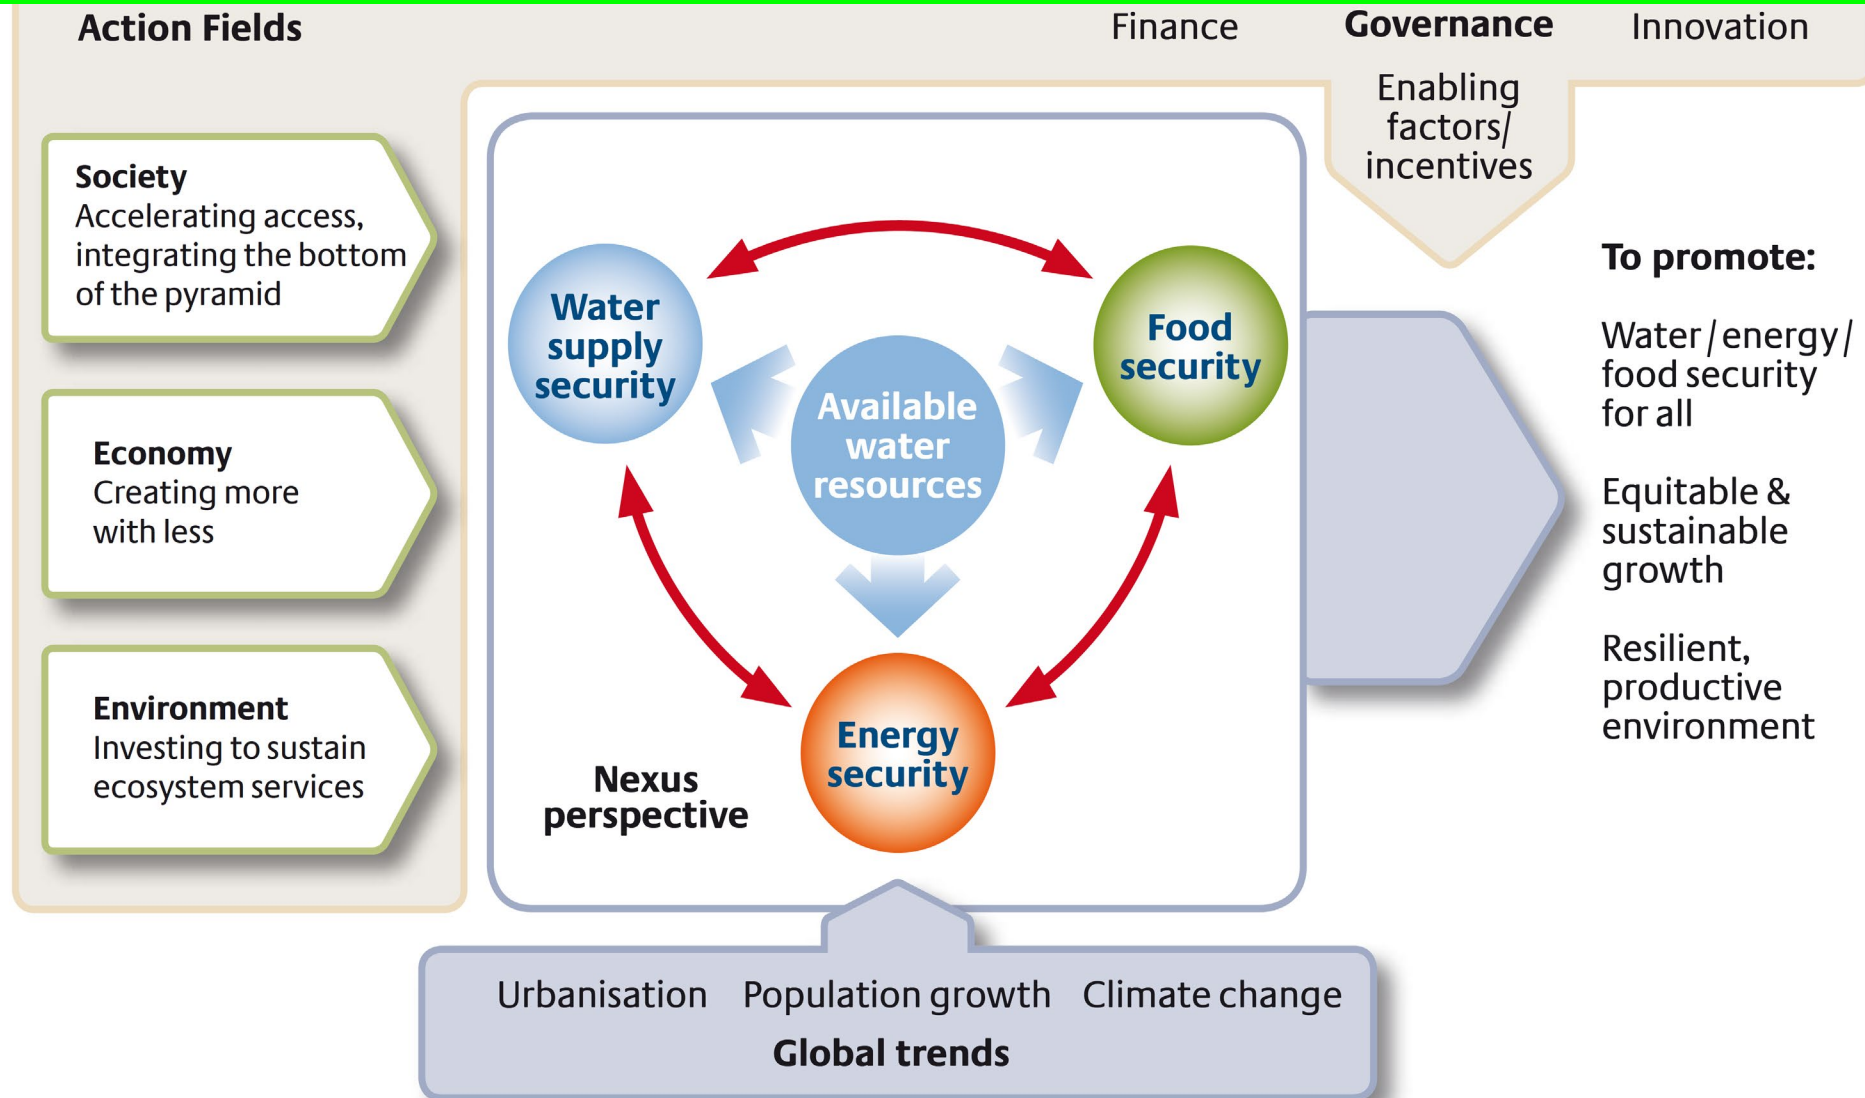 Action Fields
Finance
Governance
Innovation
Enabling
factors/
incentives
Society
Accelerating access,
integrating the bottom
of the pyramid
Economy
Creating more
with less
Environment
Investing to sustain
ecosystem services
Water
supply
security
Food
security
Available
water
resources
Energy
security
Nexus
perspective
To promote:
Water/energy/
food security
for all
Equitable &
sustainable
growth
Resilient,
productive
environment
Urbanisation
Population growth
Climate change
Global trends